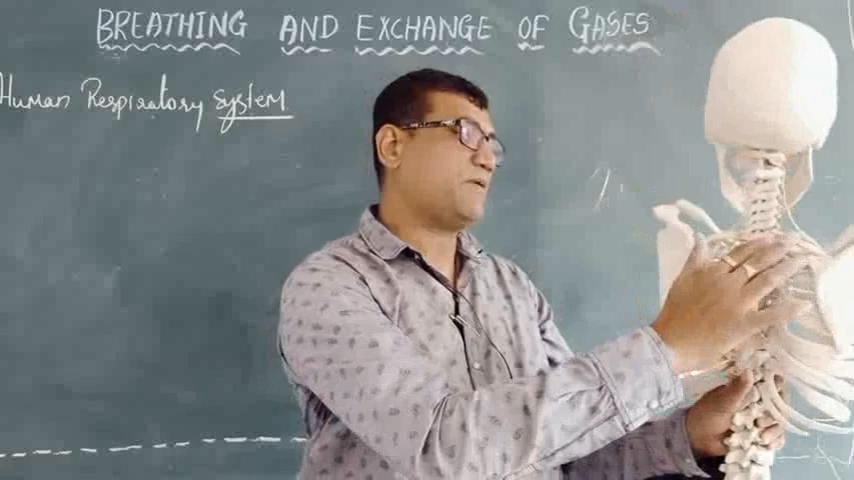 BREATHING AND EXCHANGE OF GASES
Human Respiratory System